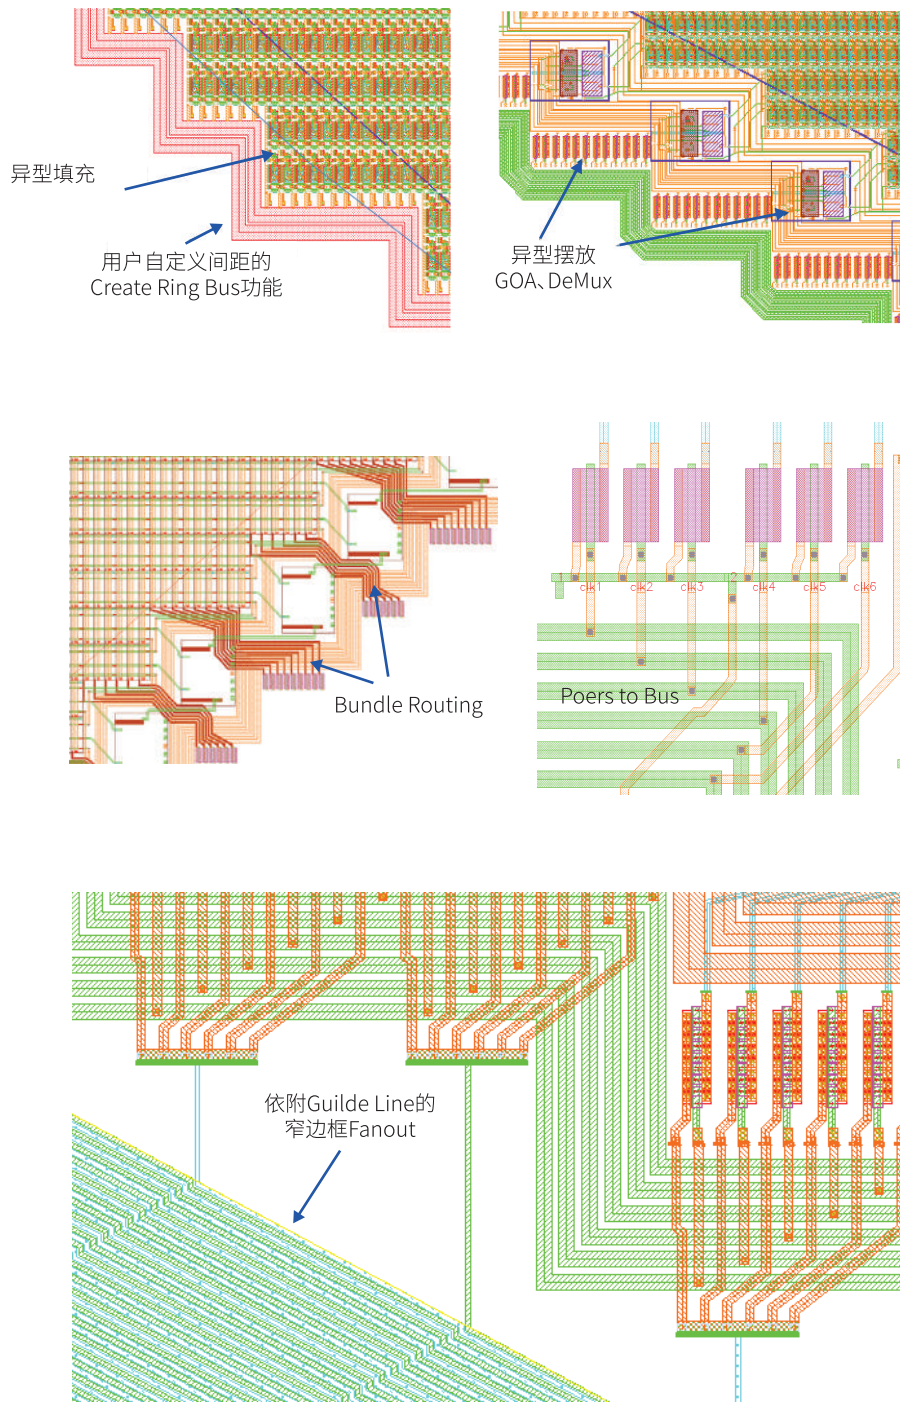 异型填充
用户自定义间距的
Create Ring Bus功能
异型摆放
GOA、DeMux
Bundle Routing
1
2
clk1
clk2
clk3
clk4
clk5
clk6
Poers to Bus
依附Guilde Line的
窄边框Fanout